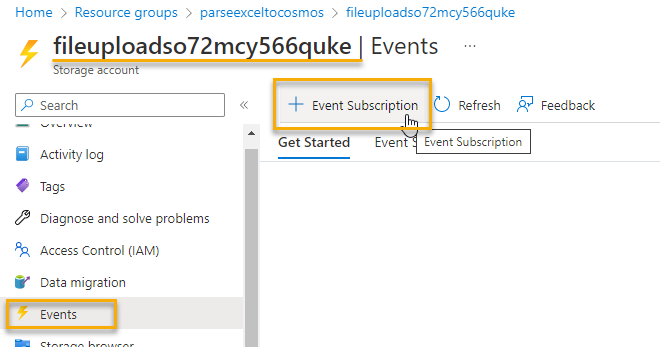 Home > Resource groups > parseexceltocosmos > fileuploadso72mcy566quke
fileuploadso72mcy566quke | Events ...
Storage account
Search
«
+ Event Subscription
Refresh
Feedback
Event Subscription
Get Started
Event S
Overview
Activity log
Tags
Diagnose and solve problems
Access Control (IAM)
Data migration
Events
Storage browser